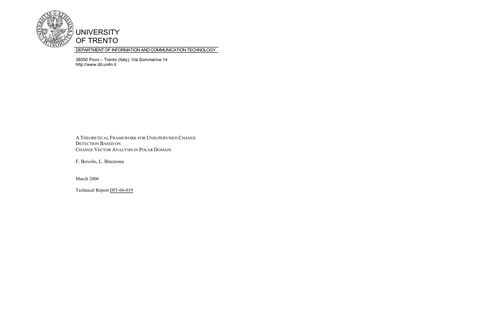 UNIVERSITY
OF TRENTO
DEPARTMENT OF INFORMATION AND COMMUNICATION TECHNOLOGY
38050 Povo – Trento (Italy), Via Sommarive 14
http://www.dit.unitn.it
A THEORETICAL FRAMEWORK FOR UNSUPERVISED CHANGE
DETECTION BASED ON
CHANGE VECTOR ANALYSIS IN POLAR DOMAIN
F. Bovolo, L. Bruzzone
March 2006
Technical Report DIT-06-019